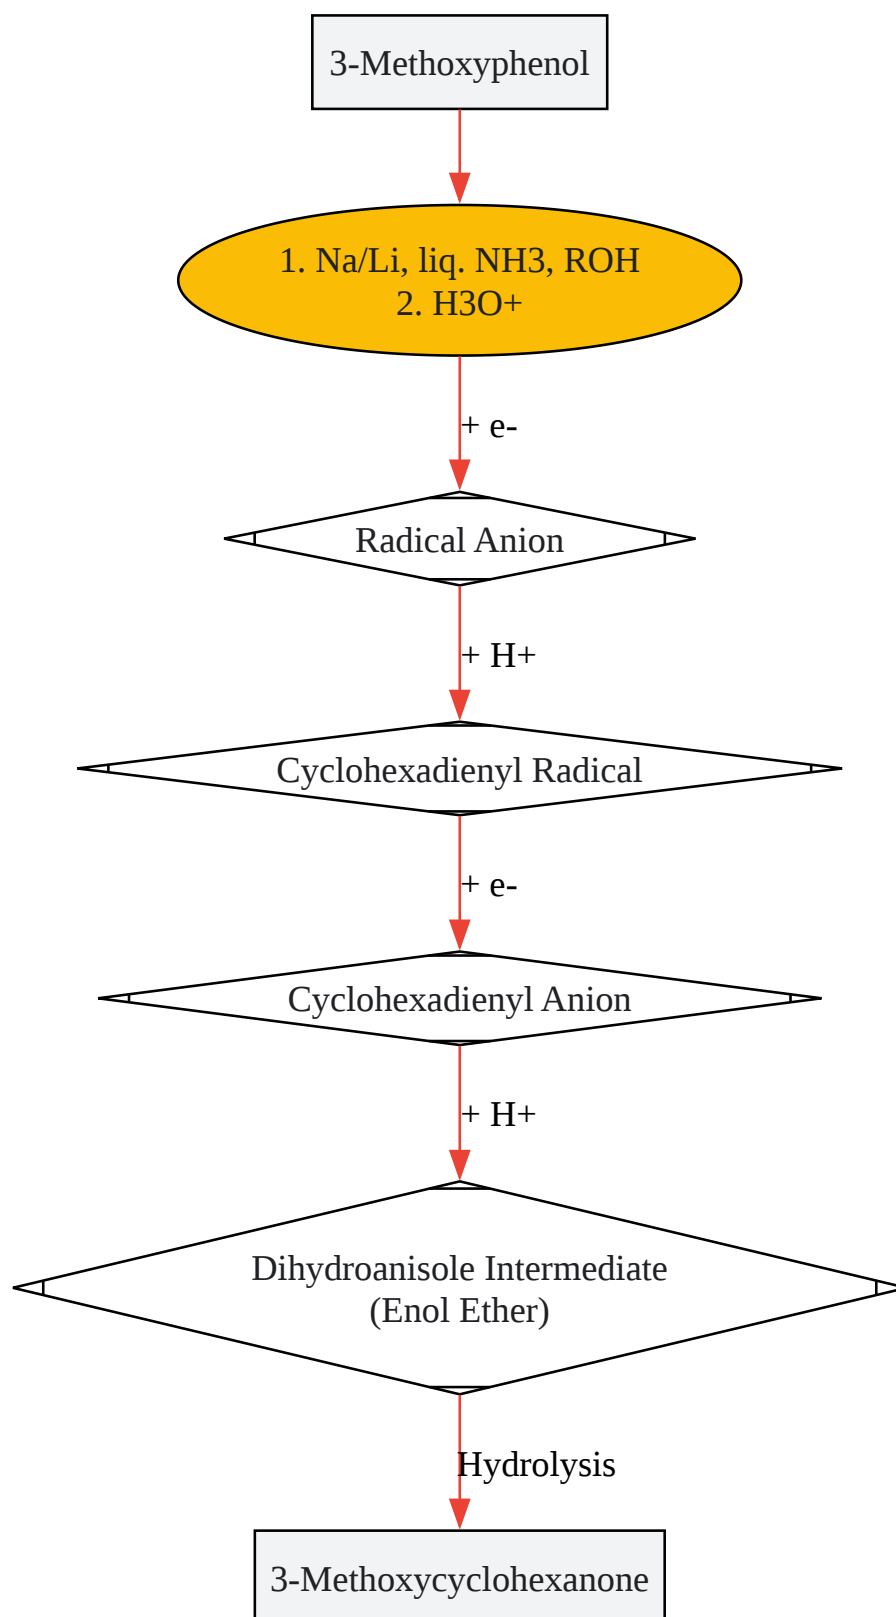 3-Methoxyphenol
1. Na/Li, liq. NH3, ROH
2. H3O+
+ e-
Radical Anion
+ H+
Cyclohexadienyl Radical
+ e-
Cyclohexadienyl Anion
+ H+
Dihydroanisole Intermediate
(Enol Ether)
Hydrolysis
3-Methoxycyclohexanone